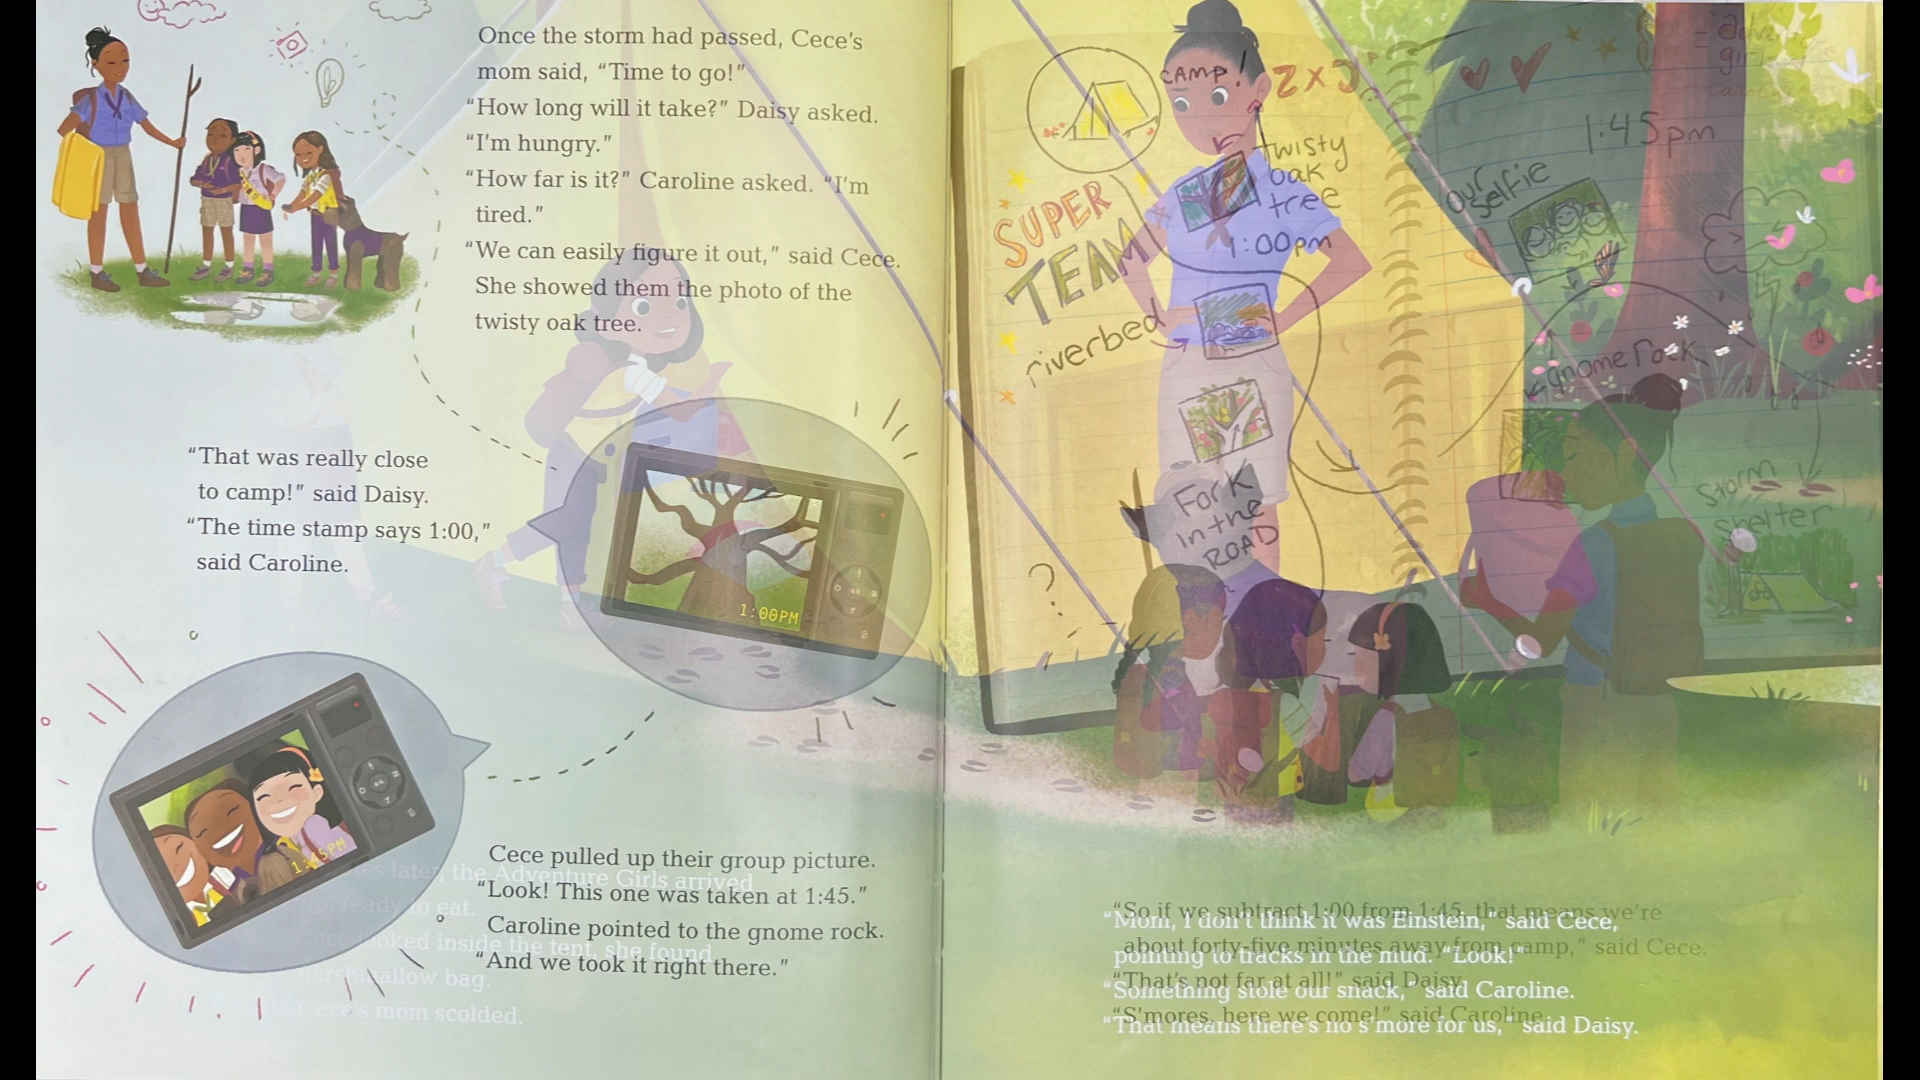 Once the storm had passed, Cece's
mom said, “Time to go!”
“How long will it take?” Daisy asked.
“I'm hungry.”
“How far is it?” Caroline asked. “I'm
tired.”
“We can easily figure it out,” said Cece.
She showed them the photo of the
twisty oak tree.
“That was really close
to camp!” said Daisy.
“The time stamp says 1:00,”
said Caroline.
1:00PM
1:45PM
Cece pulled up their group picture.
“Look! This one was taken at 1:45.”
Caroline pointed to the gnome rock.
“And we took it right there.”
later, the Adventure Girls arrived
ready to eat.
looked inside the tent, she found
marshmallow bag.
Cece's mom scolded.
CAMP!
SUPER
TEAM
twisty
oak
tree
1:00pm
riverbed
Fork
in the
ROAD
?
1:45pm
our
selfie
gnome rock
Storm
shelter
“So if we subtract 1:00 from 1:45, that means we're
about forty-five minutes away from camp,” said Cece.
“That's not far at all!” said Daisy.
“S'mores, here we come!” said Caroline.
“Mom, I don't think it was Einstein,” said Cece,
pointing to tracks in the mud. “Look!”
“Something stole our snack,” said Caroline.
“That means there's no s'more for us,” said Daisy.